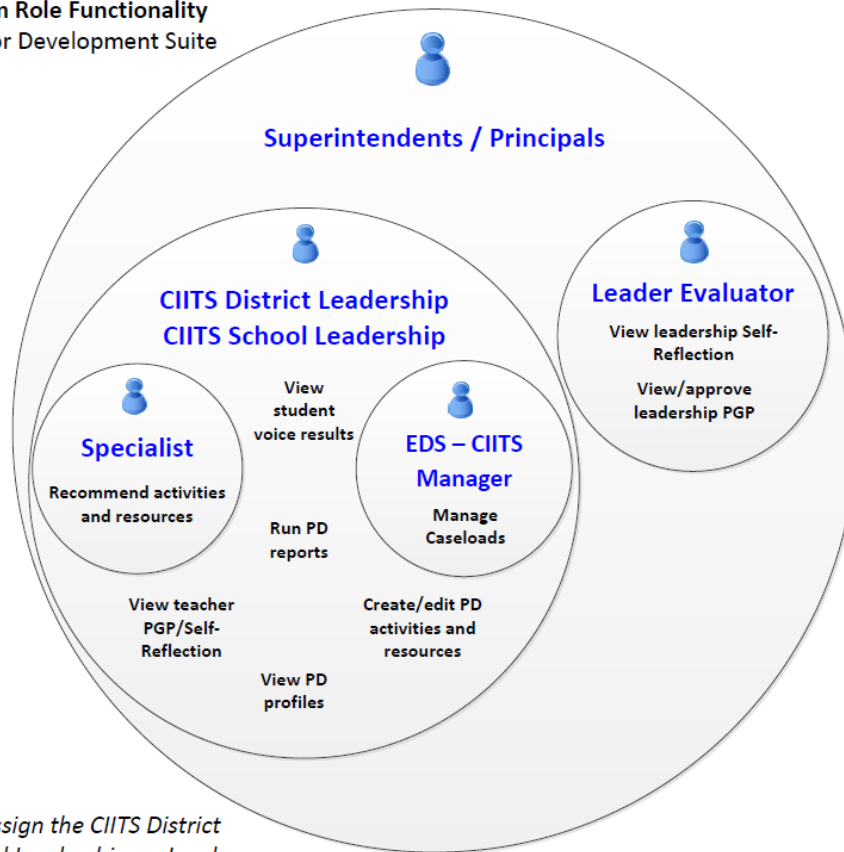 Role Functionality
Development Suite
Superintendents / Principals
CIITS District Leadership
CIITS School Leadership
Leader Evaluator
View leadership Self-
Reflection
View/approve
leadership PGP
View
student
voice results
Specialist
Recommend activities
and resources
EDS – CIITS
Manager
Manage
Caseloads
Run PD
reports
View teacher
PGP/Self-
Reflection
Create/edit PD
activities and
resources
View PD
profiles
the CIITS District